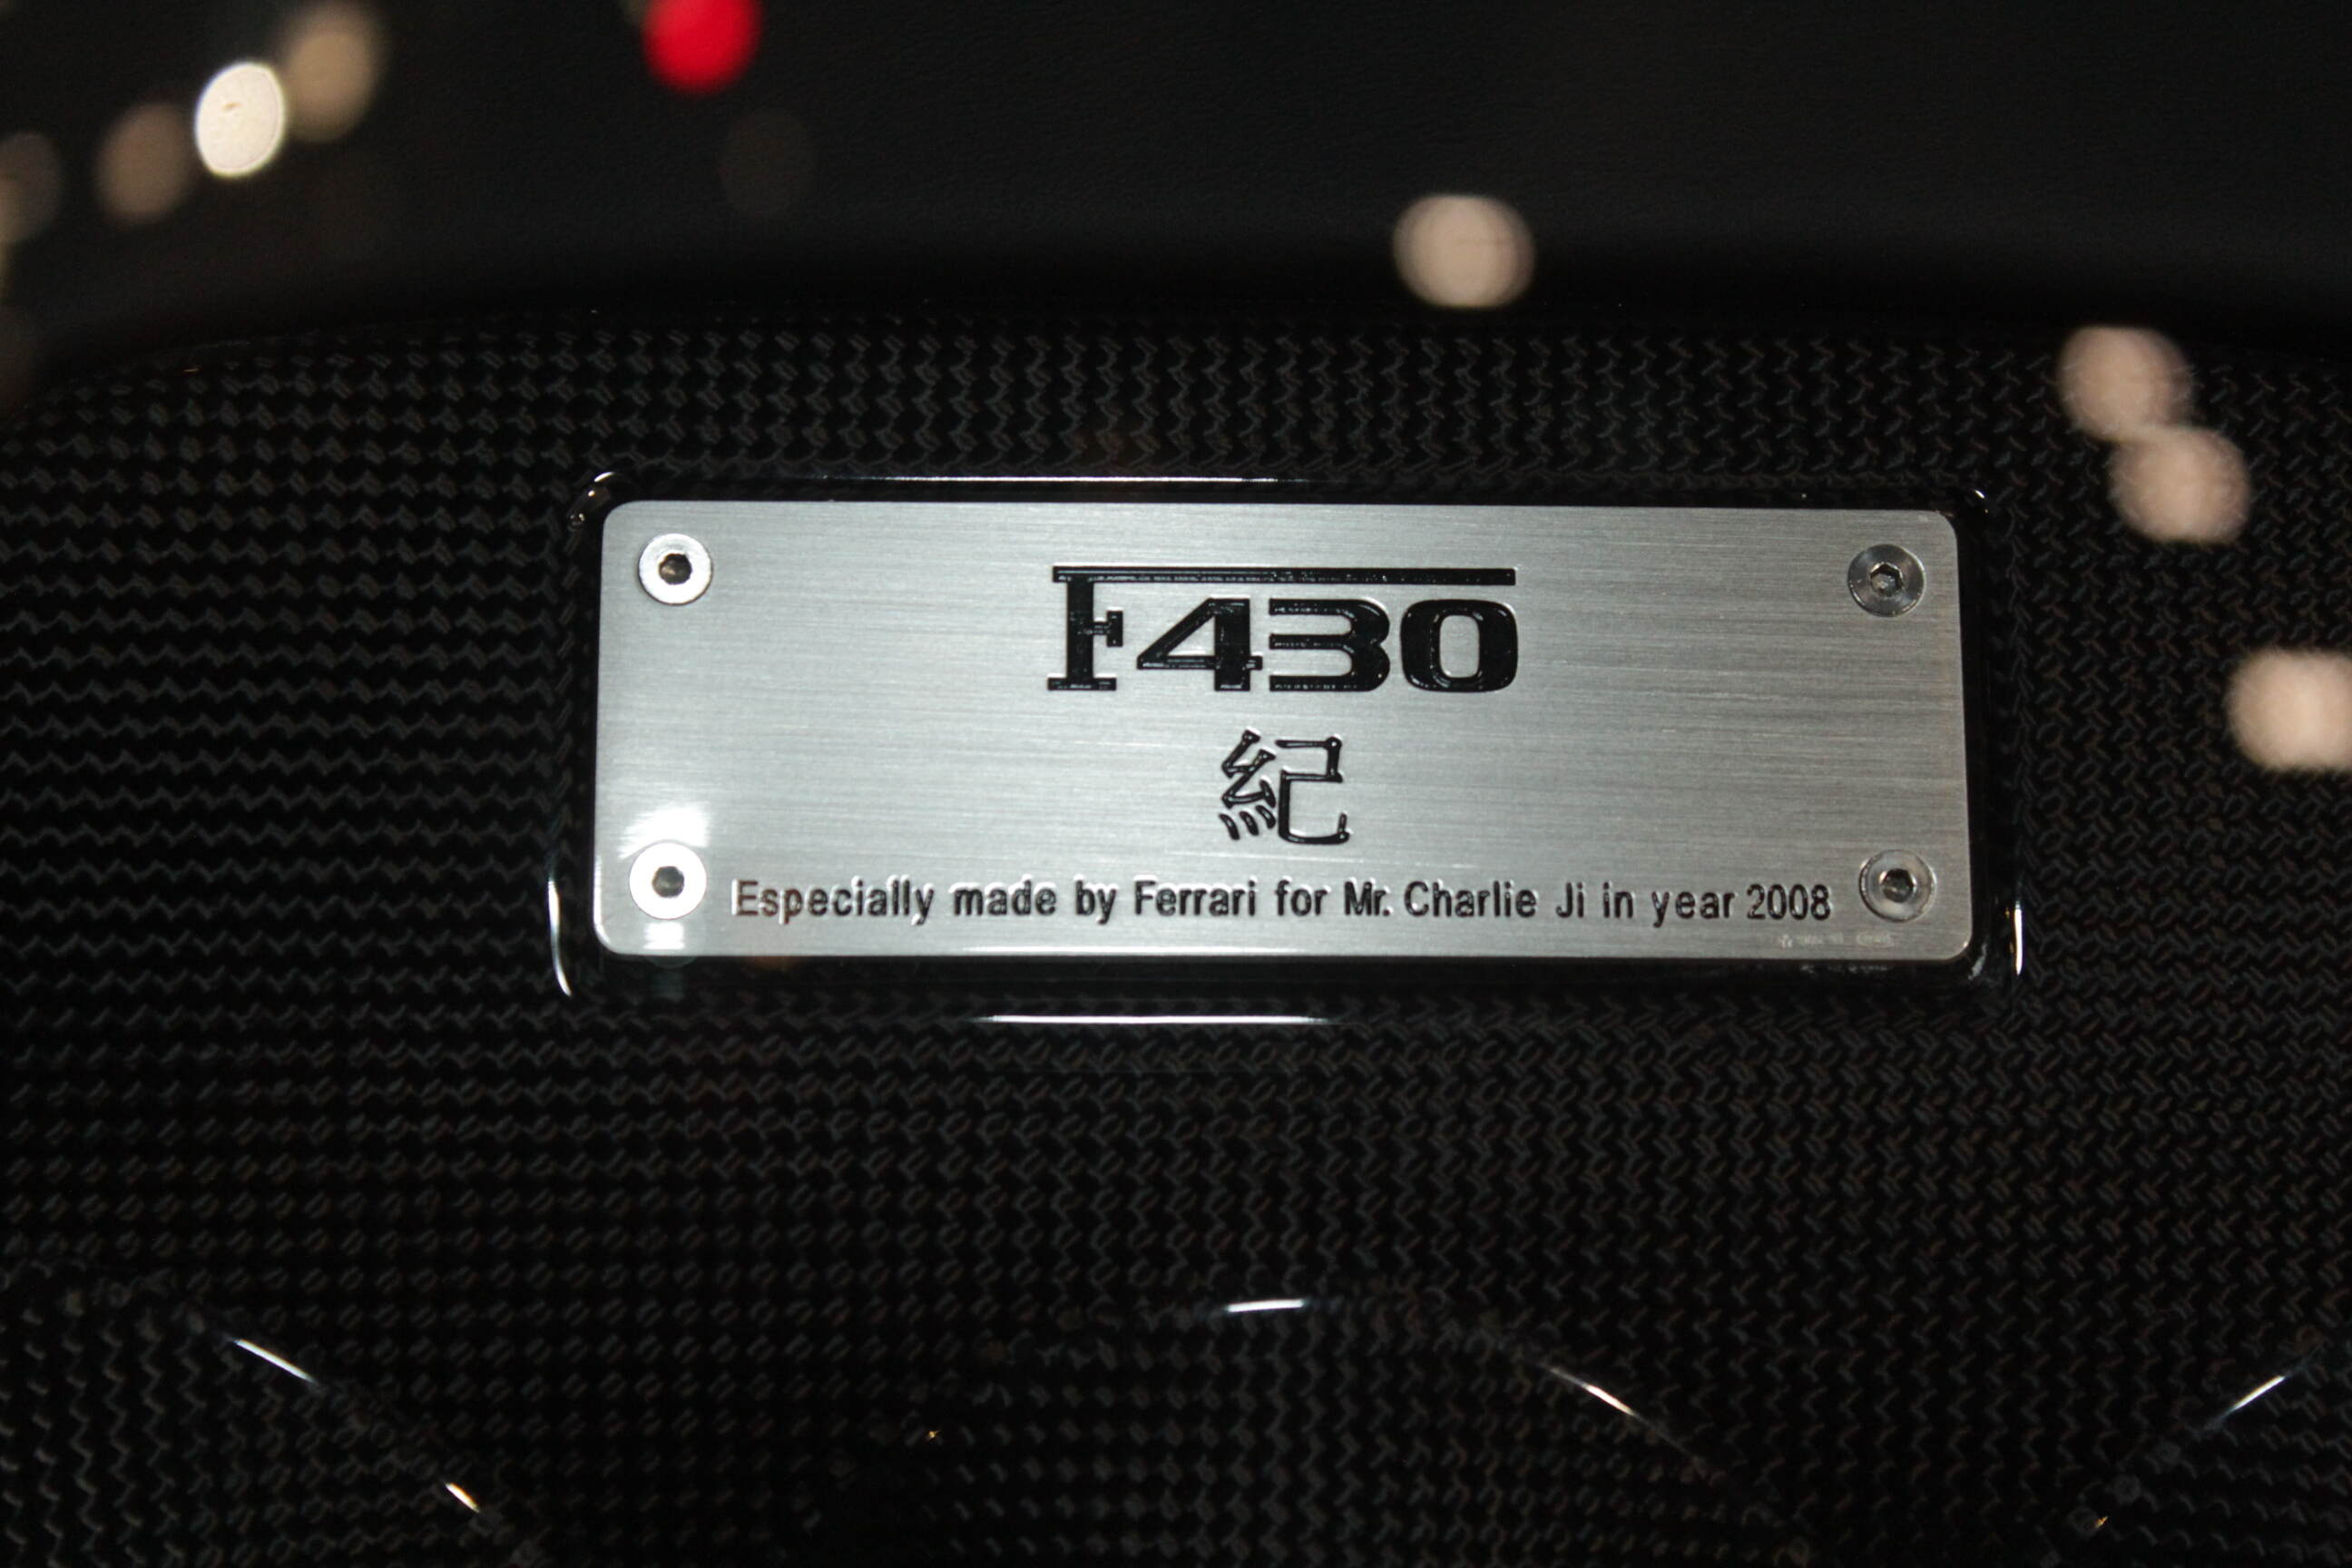 F430
紀
Especially made by Ferrari for Mr. Charlie Ji in year 2008